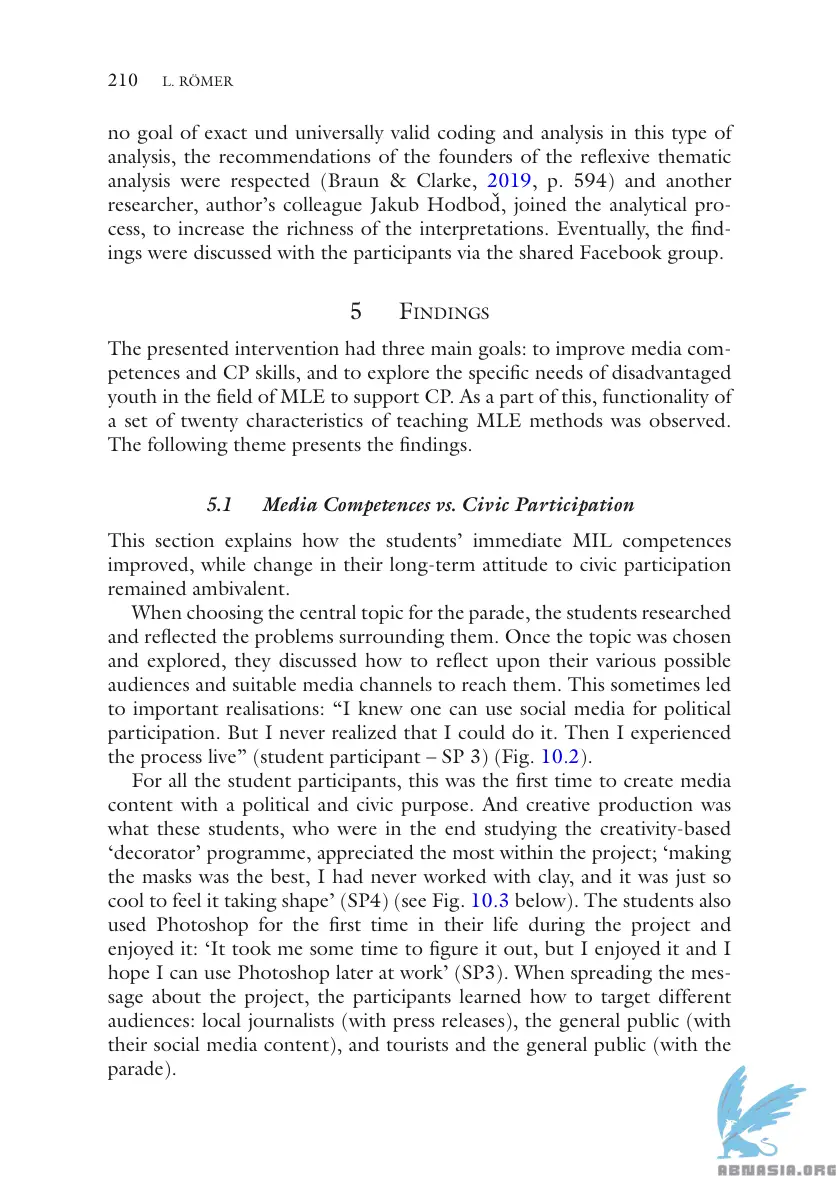 210 L. RÖMER
no goal of exact und universally valid coding and analysis in this type of
analysis, the recommendations of the founders of the reflexive thematic
analysis were respected (Braun & Clarke, 2019, p. 594) and another
researcher, author’s colleague Jakub Hodboď, joined the analytical pro-
cess, to increase the richness of the interpretations. Eventually, the find-
ings were discussed with the participants via the shared Facebook group.
5 Findings
The presented intervention had three main goals: to improve media com-
petences and CP skills, and to explore the specific needs of disadvantaged
youth in the field of MLE to support CP. As a part of this, functionality of
a set of twenty characteristics of teaching MLE methods was observed.
The following theme presents the findings.
5.1 Media Competences vs. Civic Participation
This section explains how the students’ immediate MIL competences
improved, while change in their long-term attitude to civic participation
remained ambivalent.
When choosing the central topic for the parade, the students researched
and reflected the problems surrounding them. Once the topic was chosen
and explored, they discussed how to reflect upon their various possible
audiences and suitable media channels to reach them. This sometimes led
to important realisations: “I knew one can use social media for political
participation. But I never realized that I could do it. Then I experienced
the process live” (student participant – SP 3) (Fig. 10.2).
For all the student participants, this was the first time to create media
content with a political and civic purpose. And creative production was
what these students, who were in the end studying the creativity-based
‘decorator’ programme, appreciated the most within the project; ‘making
the masks was the best, I had never worked with clay, and it was just so
cool to feel it taking shape’ (SP4) (see Fig. 10.3 below). The students also
used Photoshop for the first time in their life during the project and
enjoyed it: ‘It took me some time to figure it out, but I enjoyed it and I
hope I can use Photoshop later at work’ (SP3). When spreading the mes-
sage about the project, the participants learned how to target different
audiences: local journalists (with press releases), the general public (with
their social media content), and tourists and the general public (with the
parade).
ABNASIA.ORG